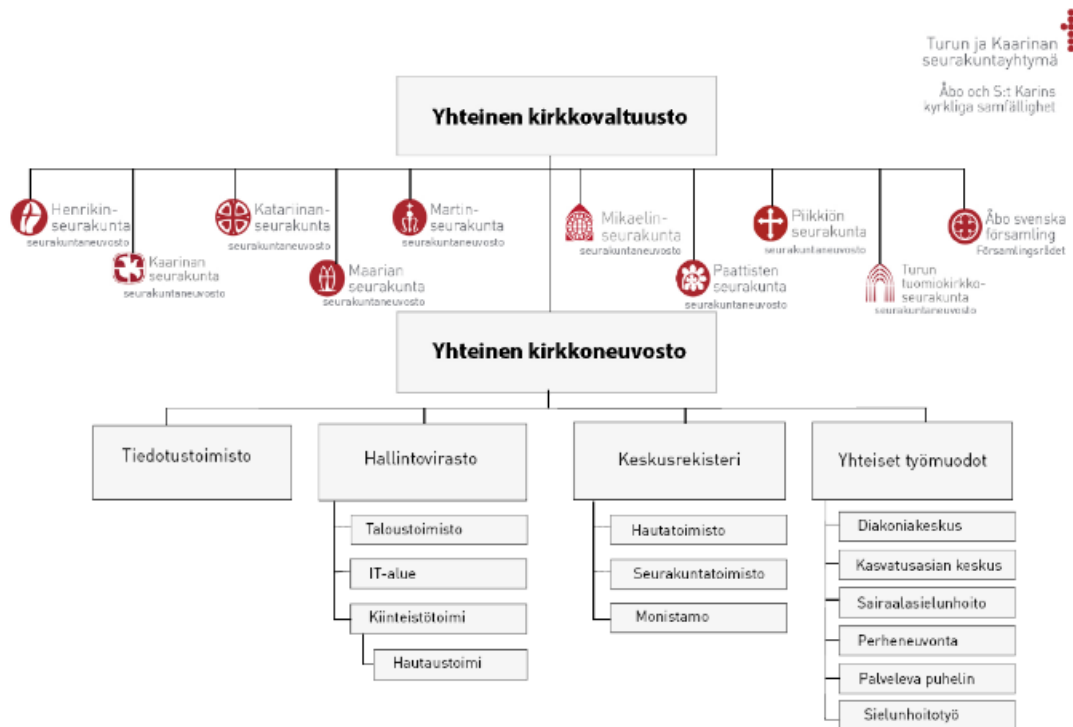 Turun ja Kaarinan
seurakuntayhtymä
Åbo och S:t Karins
kyrkliga samfällighet
Yhteinen kirkkovaltuusto
Henrikin-
seurakunta
seurakuntaneuvosto
Kaarinan
seurakunta
seurakuntaneuvosto
Katariinan-
seurakunta
seurakuntaneuvosto
Maarian
seurakunta
seurakuntaneuvosto
Martin-
seurakunta
seurakuntaneuvosto
Mikaelin-
seurakunta
seurakuntaneuvosto
Paattisten
seurakunta
seurakuntaneuvosto
Piikkiön
seurakunta
seurakuntaneuvosto
Turun
tuomiokirkko-
seurakunta
seurakuntaneuvosto
Åbo svenska
församling
Församlingsrådet
Yhteinen kirkkoneuvosto
Tiedotustoimisto
Hallintovirasto
Taloustoimisto
IT-alue
Kiinteistötoimi
Hautaustoimi
Keskusrekisteri
Hautatoimisto
Seurakuntatoimisto
Monistamo
Yhteiset työmuodot
Diakoniakeskus
Kasvatusasian keskus
Sairaalasielunhoito
Perheneuvonta
Palveleva puhelin
Sielunhoitotyö